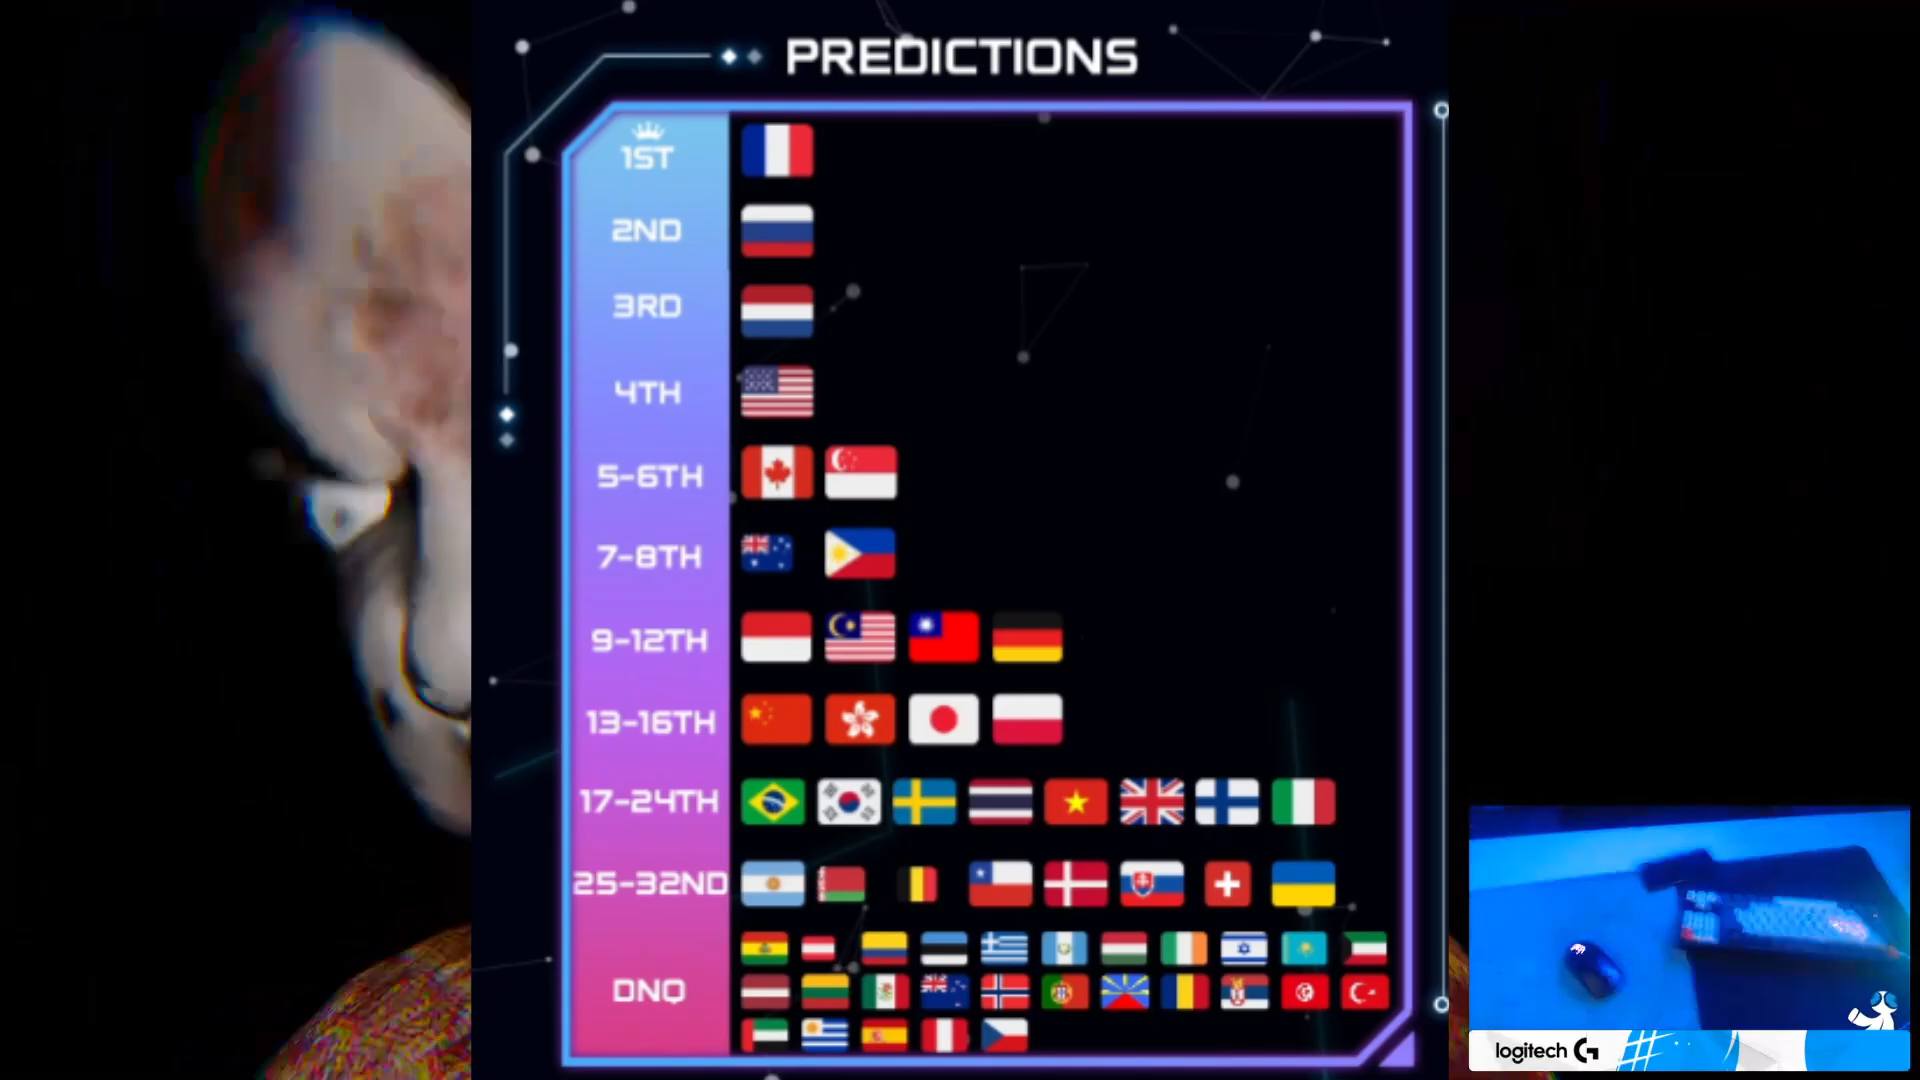 PREDICTIONS
1ST
2ND
3RD
4TH
5-6TH
7-8TH
9-12TH
13-16TH
17-24TH
25-32ND
DNQ
logitech G